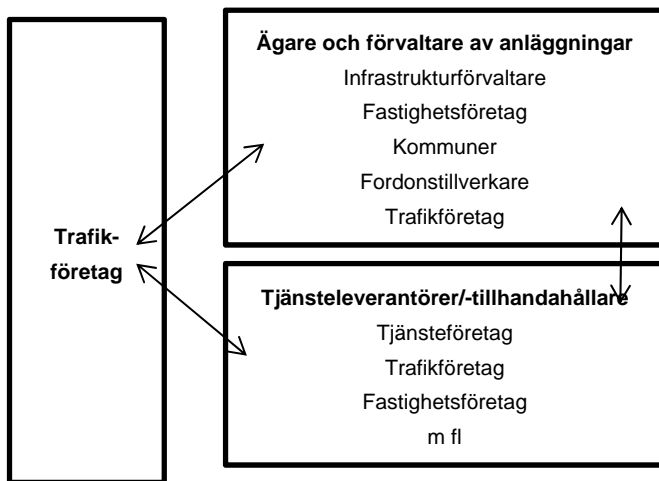 Trafik-
företag
Ägare och förvaltare av anläggningar
Infrastrukturförvaltare
Fastighetsföretag
Kommuner
Fordonstillverkare
Trafikföretag
Tjänsteleverantörer/-tillhandahållare
Tjänsteföretag
Trafikföretag
Fastighetsföretag
m fl